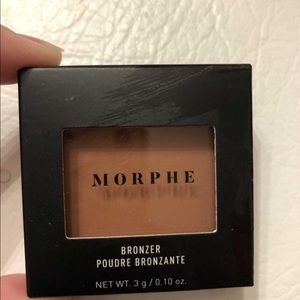 MORPHE
BRONZER
POUDRE BRONZANTE
NET WT. 3 g / 0.10 oz.